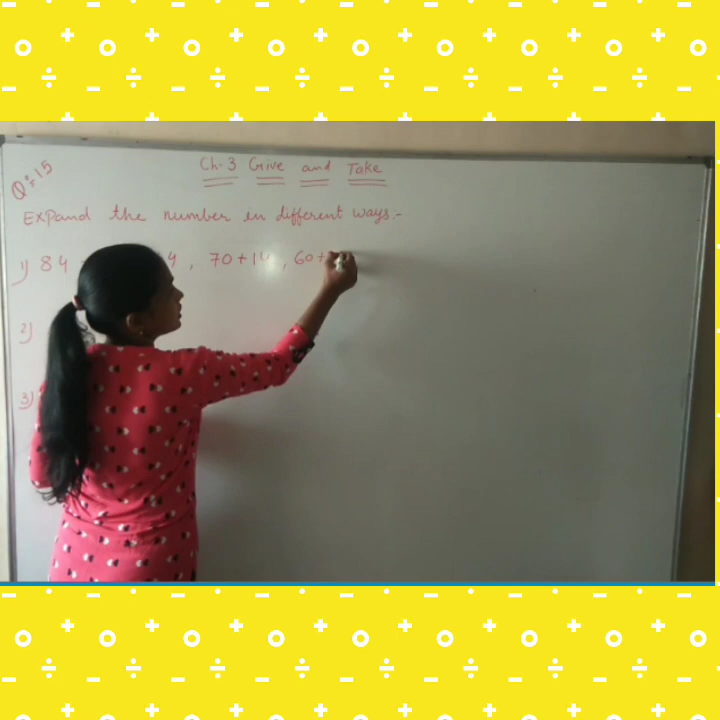 Ch-3 Give and Take
Q:-15
Expand the number in different ways:-
1) 84 4, 70+14, 60+
2)
3)